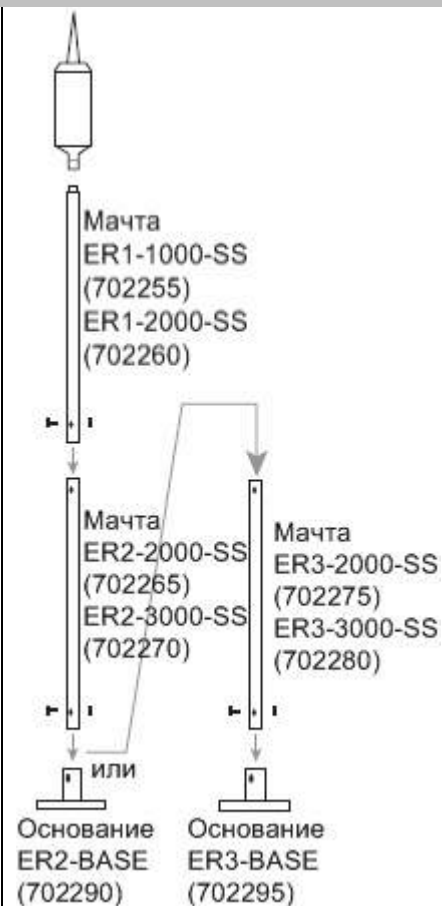 Мачта
ER1-1000-SS
(702255)
ER1-2000-SS
(702260)
Мачта
ER2-2000-SS
(702265)
ER2-3000-SS
(702270)
Мачта
ER3-2000-SS
(702275)
ER3-3000-SS
(702280)
или
Основание
ER2-BASE
(702290)
Основание
ER3-BASE
(702295)